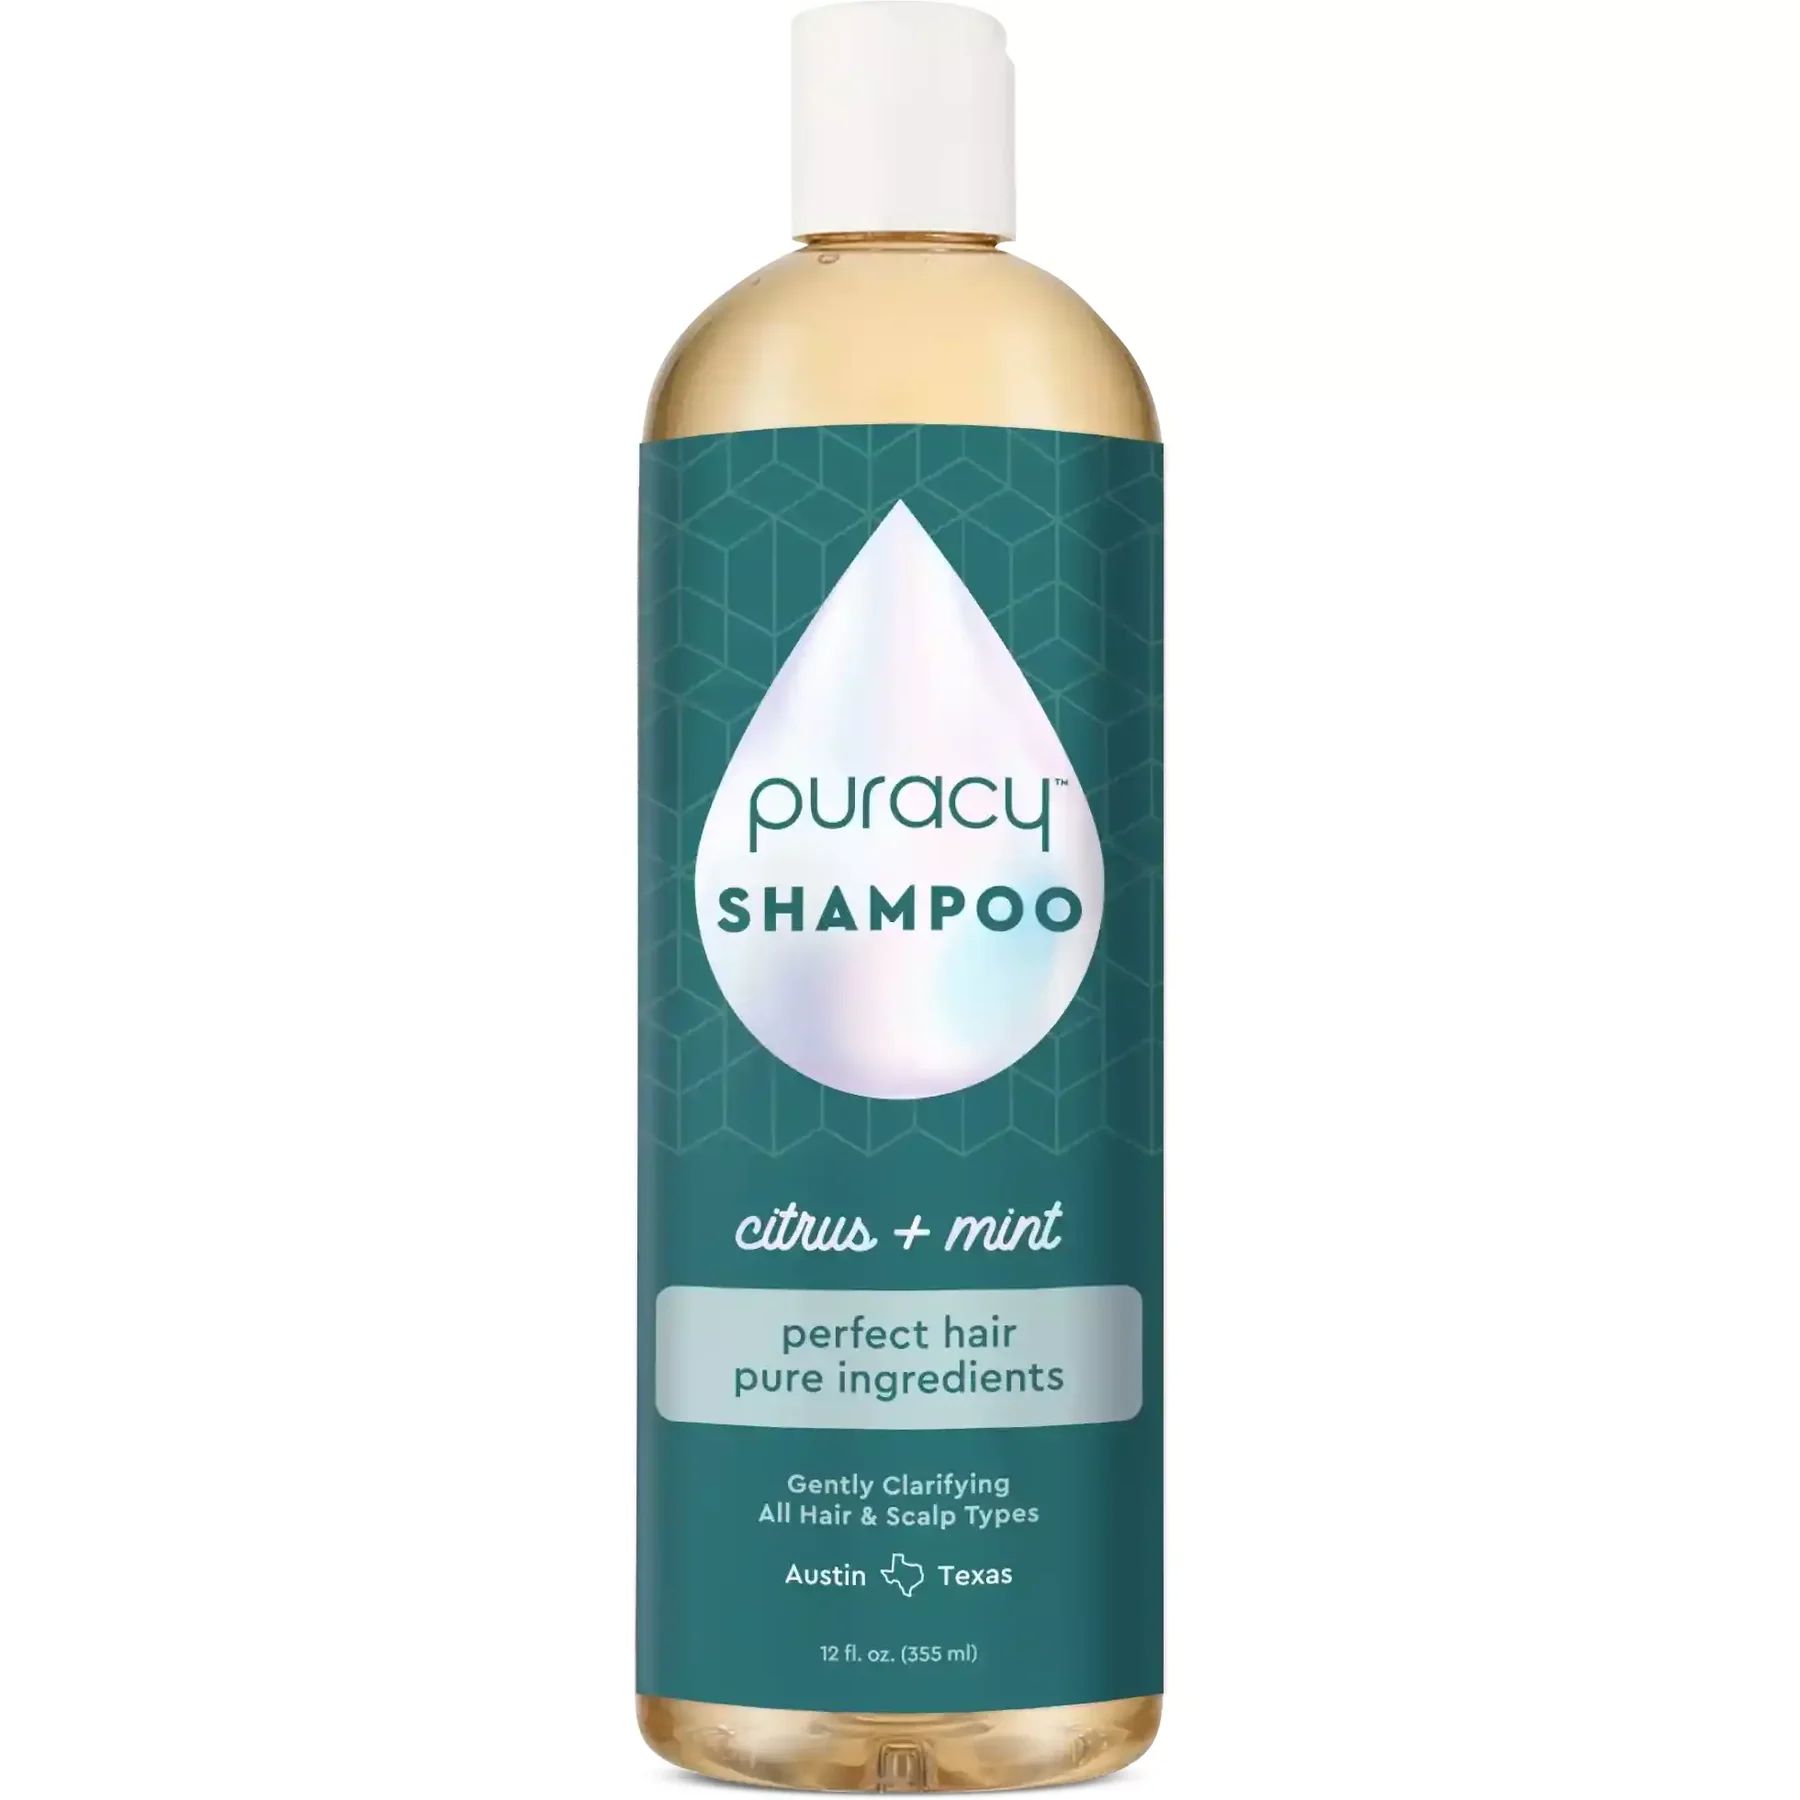 puracy™
SHAMPOO
citrus + mint
perfect hair
pure ingredients
Gently Clarifying
All Hair & Scalp Types
Austin Texas
12 fl. oz. (355 ml)